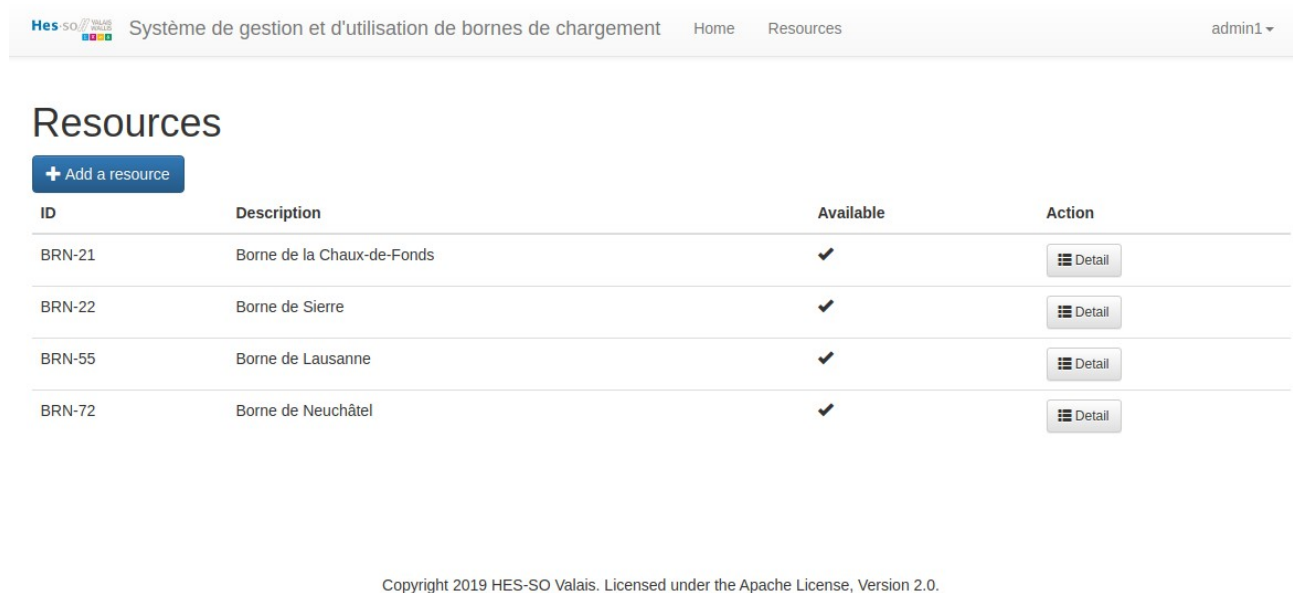 Hes·so// VALAIS WALLIS Système de gestion et d'utilisation de bornes de chargement Home Resources admin1
Resources
Add a resource
ID Description Available Action
BRN-21 Borne de la Chaux-de-Fonds Detail
BRN-22 Borne de Sierre Detail
BRN-55 Borne de Lausanne Detail
BRN-72 Borne de Neuchâtel Detail
Copyright 2019 HES-SO Valais. Licensed under the Apache License, Version 2.0.